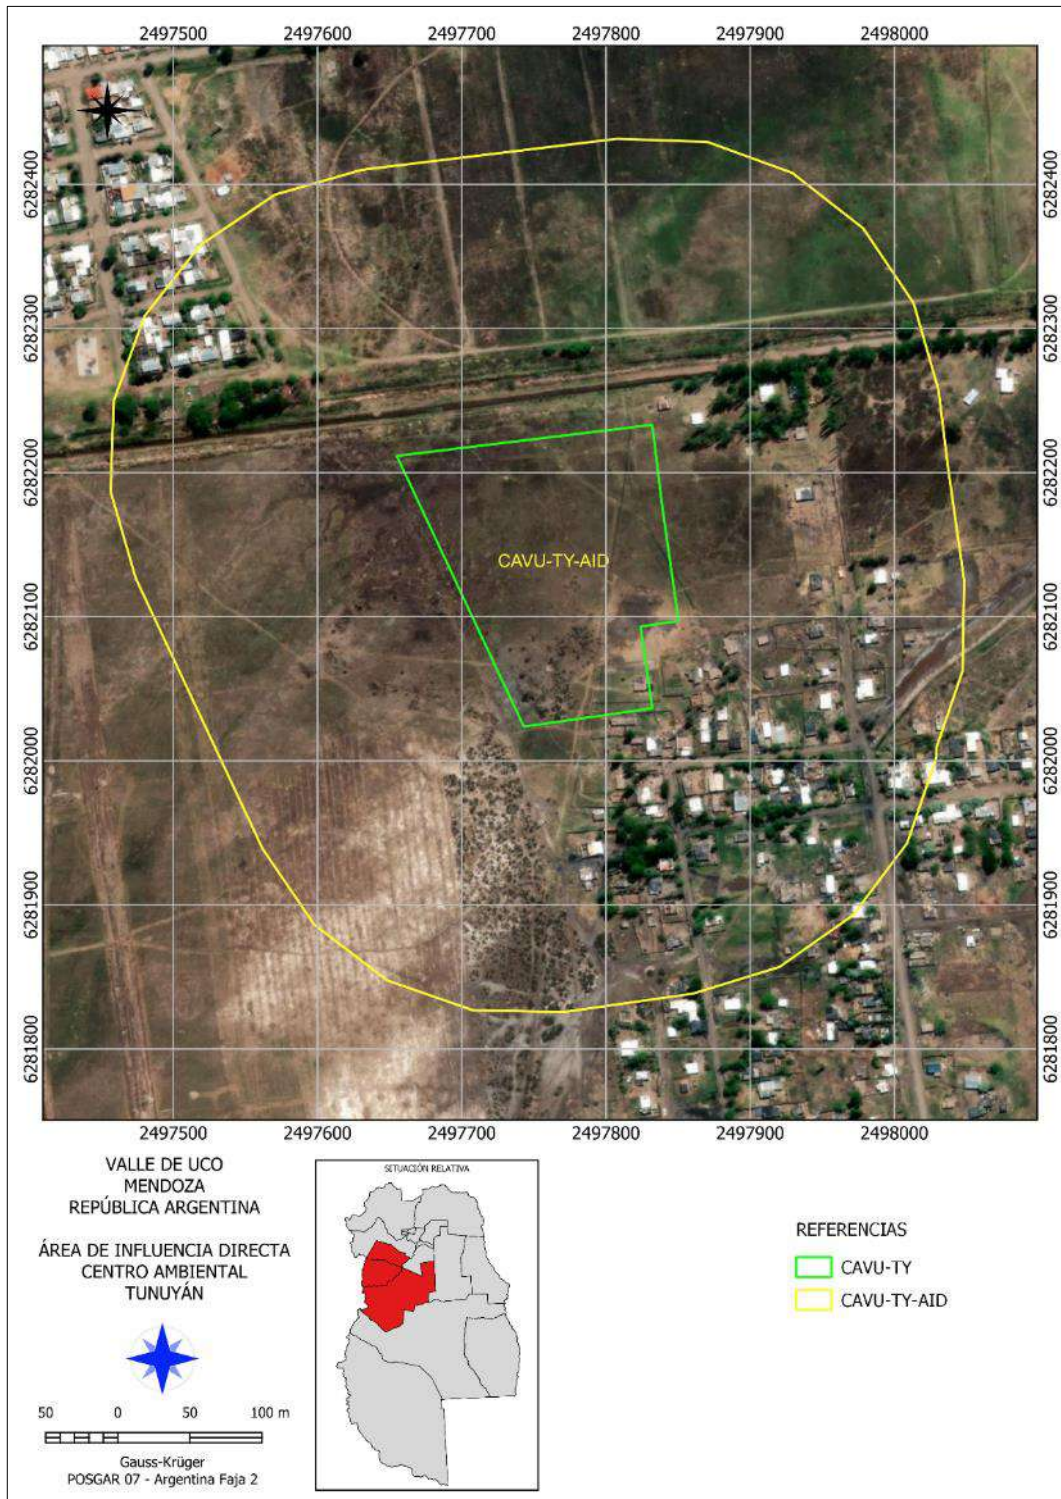 2497500 2497600 2497700 2497800 2497900 2498000
6282400 6282400
6282300 6282300
6282200 6282200
CAVU-TY-AID
6282100 6282100
6282000 6282000
6281900 6281900
6281800 6281800
2497500 2497600 2497700 2497800 2497900 2498000
VALLE DE UCO
MENDOZA
REPÚBLICA ARGENTINA
ÁREA DE INFLUENCIA DIRECTA
CENTRO AMBIENTAL
TUNUYÁN
50 0 50 100 m
Gauss-Krüger
POSGAR 07 - Argentina Faja 2
SITUACIÓN RELATIVA
REFERENCIAS
CAVU-TY
CAVU-TY-AID